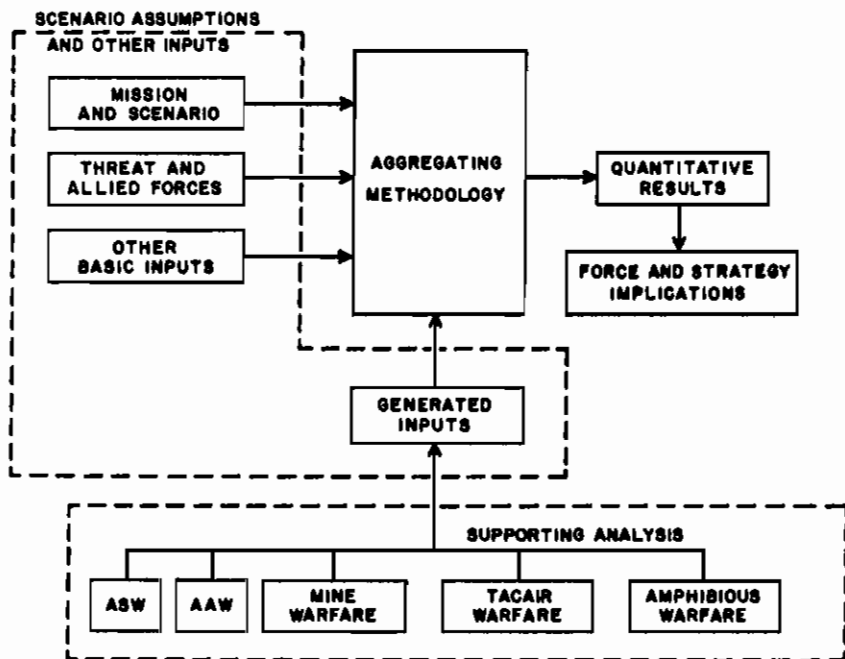 SCENARIO ASSUMPTIONS
AND OTHER INPUTS
MISSION
AND SCENARIO
THREAT AND
ALLIED FORCES
OTHER
BASIC INPUTS
AGGREGATING
METHODOLOGY
QUANTITATIVE
RESULTS
FORCE AND STRATEGY
IMPLICATIONS
GENERATED
INPUTS
SUPPORTING ANALYSIS
ASW
AAW
MINE
WARFARE
TACAIR
WARFARE
AMPHIBIOUS
WARFARE